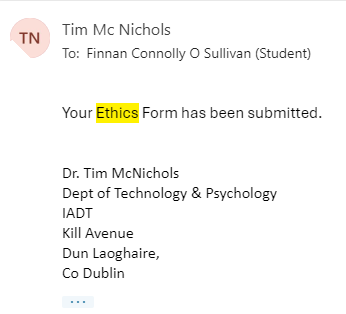 TN
Tim Mc Nichols
To: Finnan Connolly O Sullivan (Student)
Your Ethics Form has been submitted.
Dr. Tim McNichols
Dept of Technology & Psychology
IADT
Kill Avenue
Dun Laoghaire,
Co Dublin
...